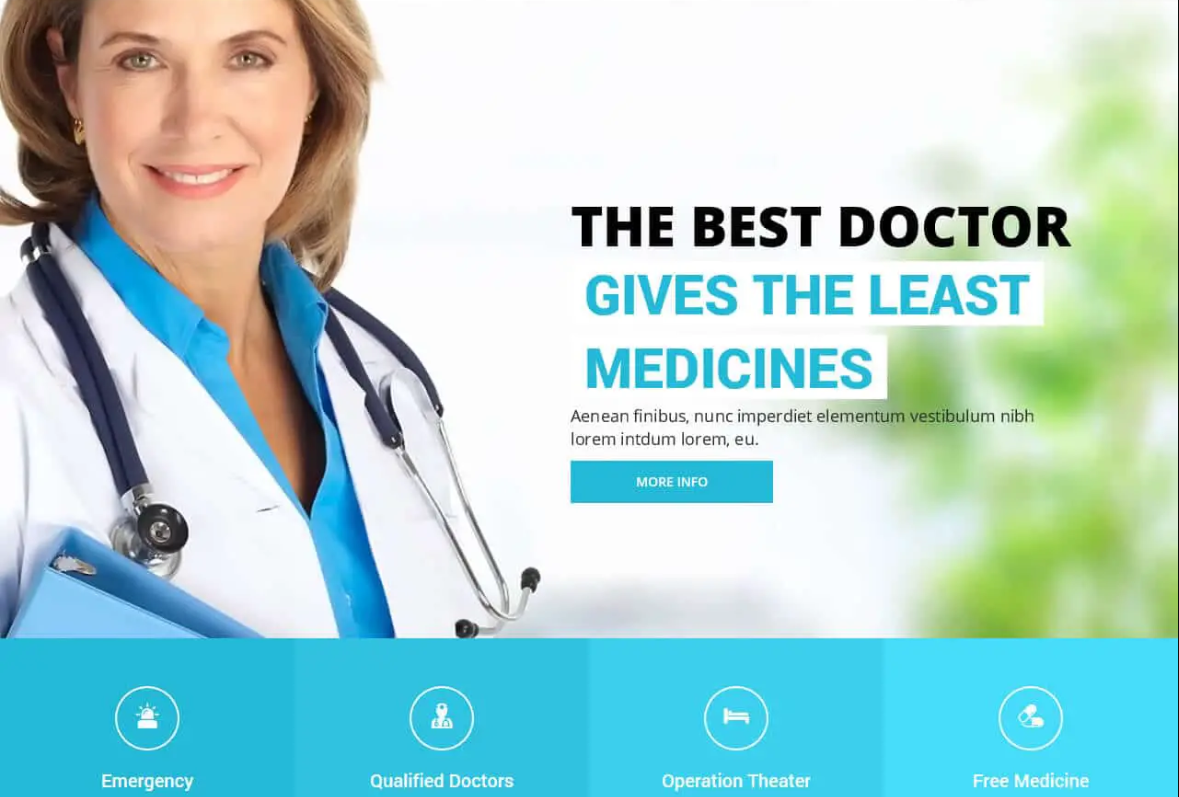 THE BEST DOCTOR
GIVES THE LEAST
MEDICINES
Aenean finibus, nunc imperdiet elementum vestibulum nibh
lorem intdum lorem, eu.
MORE INFO
Emergency
Qualified Doctors
Operation Theater
Free Medicine